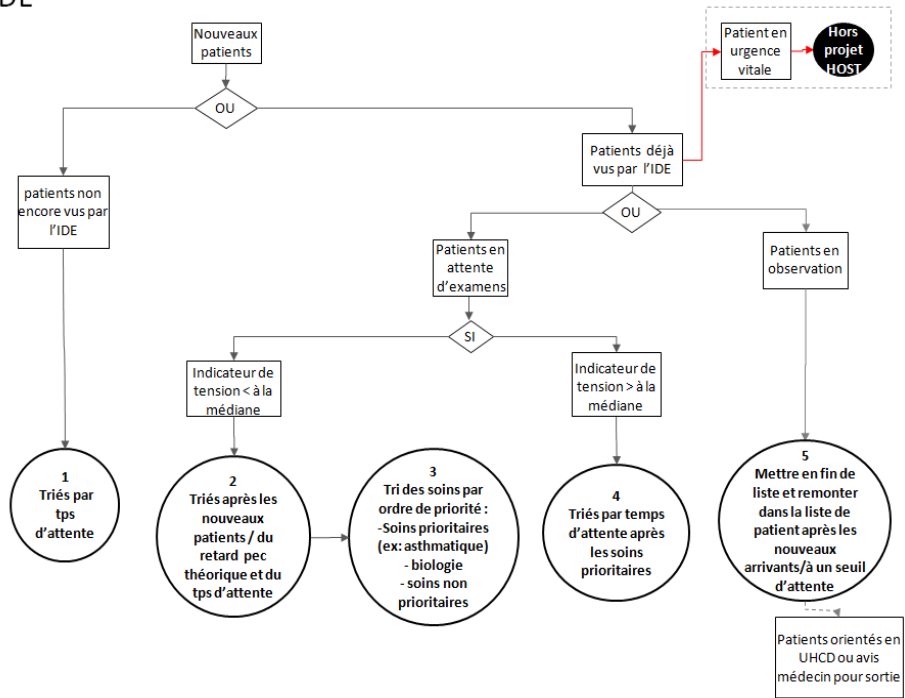 DE
Nouveaux
patients
Patient en
urgence
vitale
Hors
projet
HOST
OU
Patients déjà
vus par l'IDE
patients non
encore vus par
l'IDE
OU
Patients en
attente
d'examens
Patients en
observation
SI
Indicateur de
tension < à la
médiane
Indicateur de
tension > à la
médiane
1
Triés par
tps
d'attente
2
Triés après les
nouveaux
patients / du
retard pec
théorique et du
tps d'attente
3
Tri des soins par
ordre de priorité :
-Soins prioritaires
(ex: asthmatique)
- biologie
- soins non
prioritaires
4
Triés par temps
d'attente après
les soins
prioritaires
5
Mettre en fin de
liste et remonter
dans la liste de
patient après les
nouveaux
arrivants/à un seuil
d'attente
Patients orientés en
UHCD ou avis
médecin pour sortie